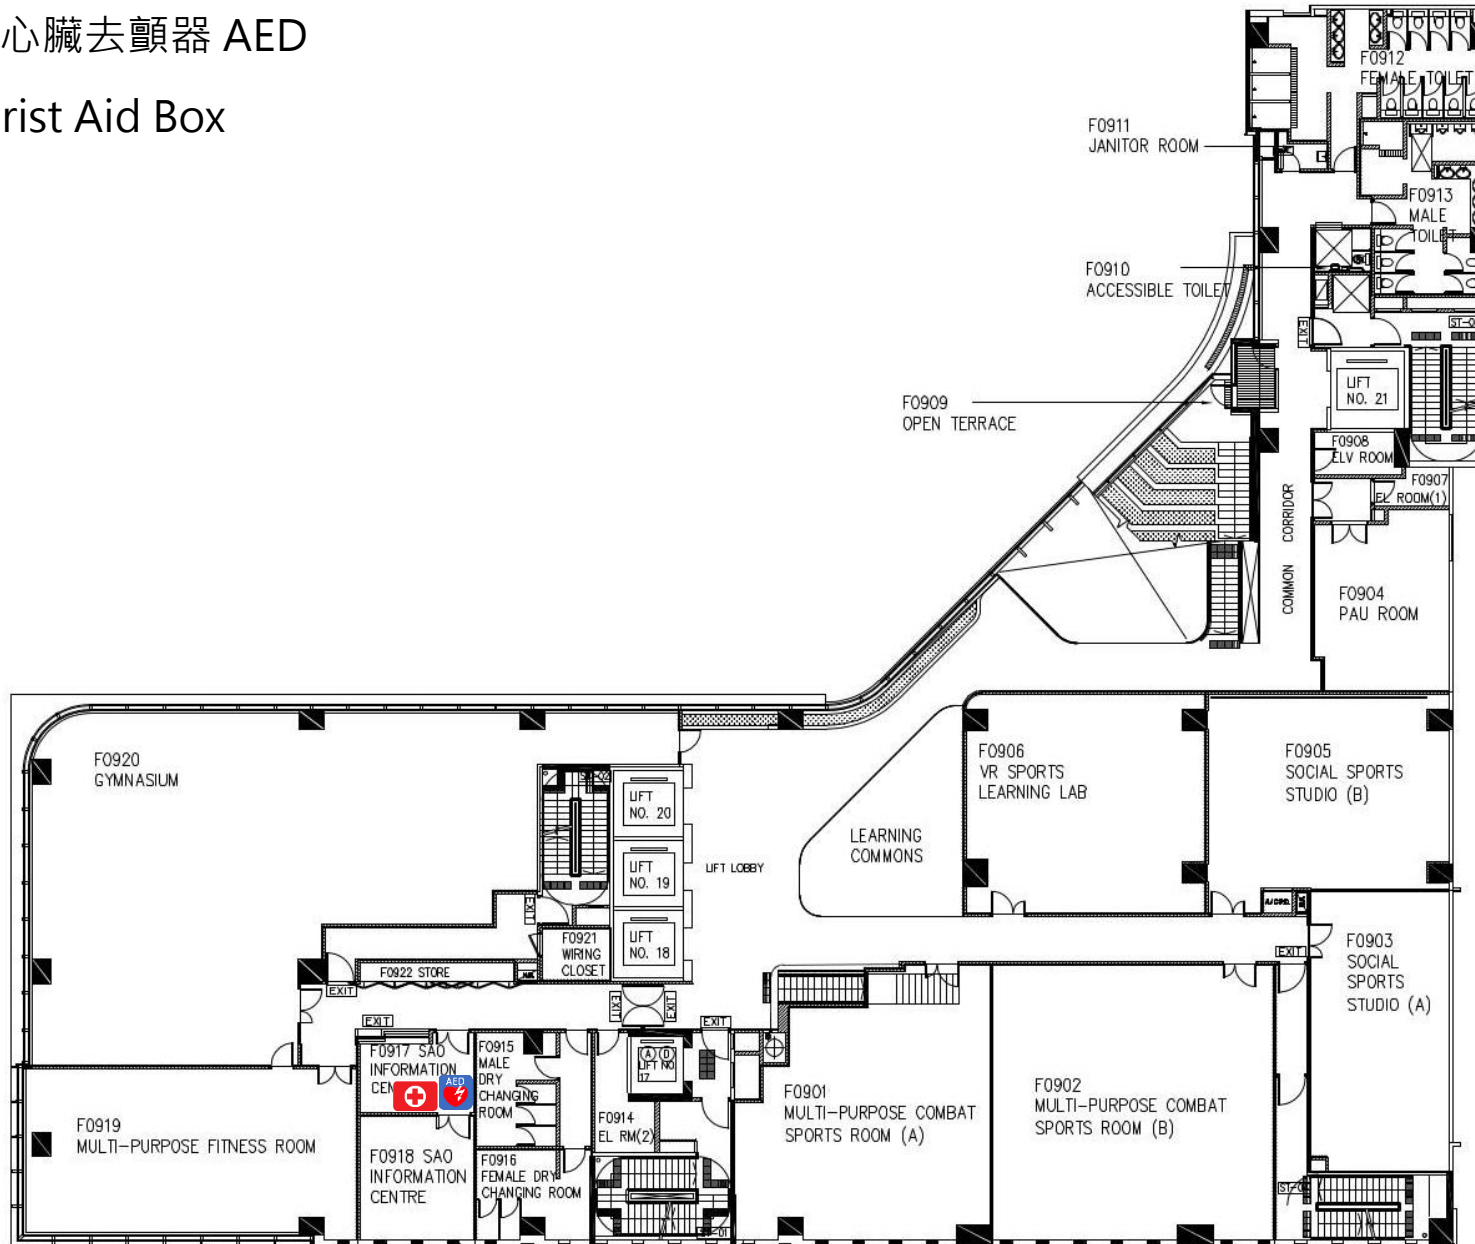 心臟去顫器 AED
rist Aid Box
F0912
FEMALE TOILET
F0911
JANITOR ROOM
F0913
MALE
TOILET
F0910
ACCESSIBLE TOILET
EXIT
LIFT
NO. 21
F0909
OPEN TERRACE
F0908
ELV ROOM
F0907
EL ROOM(1)
COMMON CORRIDOR
F0904
PAU ROOM
F0920
GYMNASIUM
ST-02
LIFT
NO. 20
LIFT
NO. 19
LIFT
NO. 18
LIFT LOBBY
LEARNING
COMMONS
F0906
VR SPORTS
LEARNING LAB
F0905
SOCIAL SPORTS
STUDIO (B)
EXIT
F0921
WIRING
CLOSET
F0922 STORE
EXIT
EXIT
EXIT
EXIT
EXIT
EXIT
F0903
SOCIAL
SPORTS
STUDIO (A)
F0917 SAO
INFORMATION
CEN
AED
F0915
MALE
DRY
CHANGING
ROOM
A D
LIFT NO.
17
F0914
EL RM(2)
F0901
MULTI-PURPOSE COMBAT
SPORTS ROOM (A)
F0902
MULTI-PURPOSE COMBAT
SPORTS ROOM (B)
F0919
MULTI-PURPOSE FITNESS ROOM
F0918 SAO
INFORMATION
CENTRE
F0916
FEMALE DRY
CHANGING ROOM